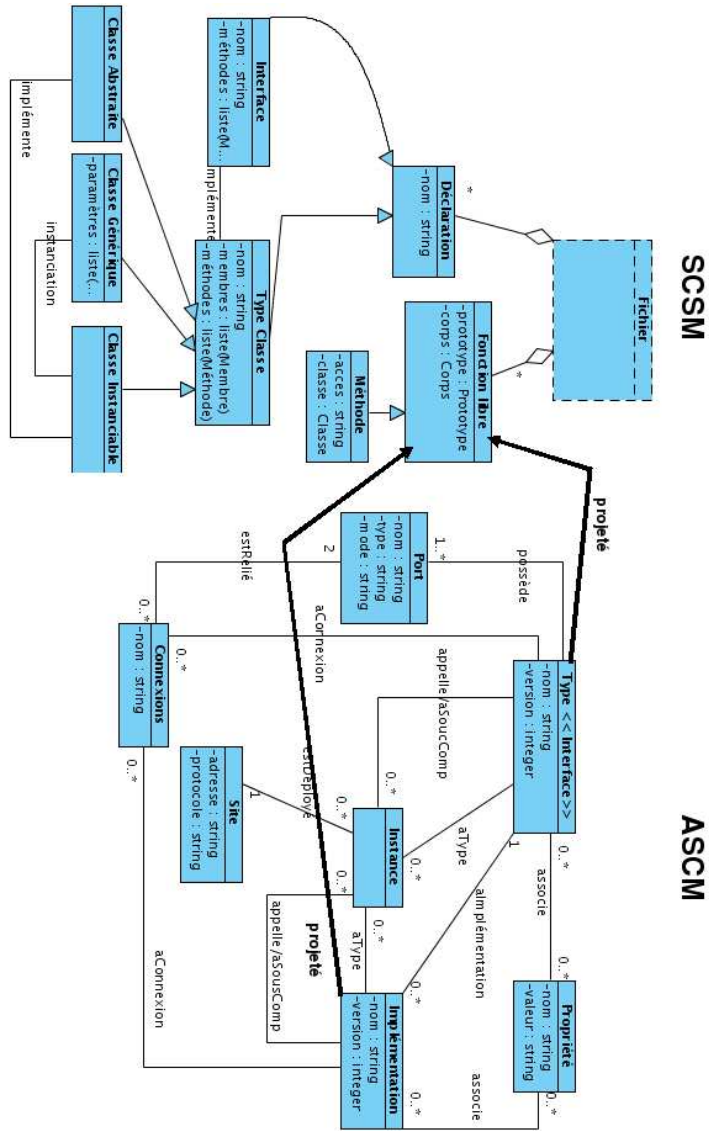 SCSM
Fichier
*
*
Déclaration
-nom : string
Fonction libre
-prototype : Prototype
-corps : Corps
Interface
-nom : string
-méthodes : liste(M...
mplémente
Type Classe
-nom : string
-membres : liste(Membre)
-méthodes : liste(Méthode)
Méthode
-acces : string
-classe : Classe
Classe Abstraite
Classe Générique
-paramètres : liste(...
Classe Instanciable
instanciation
implémente
projeté
ASCM
Type << Interface>>
-nom : string
-version : integer
0..*
associe
0..*
Propriété
-nom : string
-valeur : string
0..*
possède
1..*
Port
-nom : string
-type : string
-mode : string
2
estRelié
0..*
aConnexion
0..*
appelle/aSoucComp
0..*
aType
0..*
1
aImplémentation
0..*
associe
0..*
Instance
0..*
0..*
estDéployé
1
Site
-adresse : string
-protocole : string
0..*
aType
appelle/aSousComp
projeté
Implémentation
-nom : string
-version : integer
Connexions
-nom : string
0..*
aConnexion